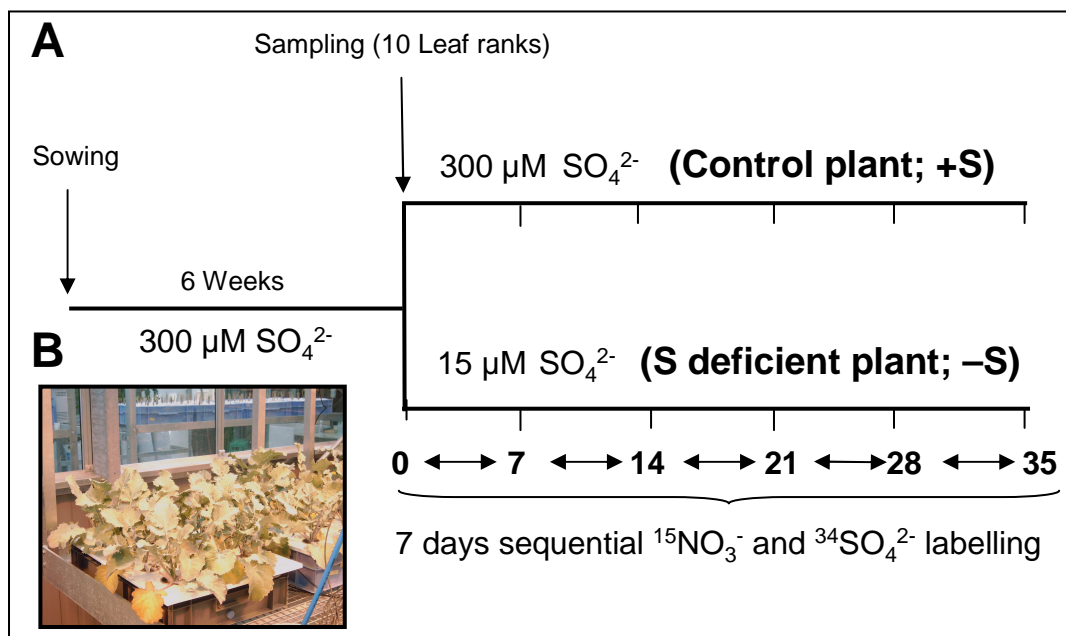 A
Sampling (10 Leaf ranks)
Sowing
300 µM SO₄²⁻ (Control plant; +S)
6 Weeks
300 µM SO₄²⁻
B
15 µM SO₄²⁻ (S deficient plant; –S)
0 7 14 21 28 35
7 days sequential ¹⁵NO₃⁻ and ³⁴SO₄²⁻ labelling